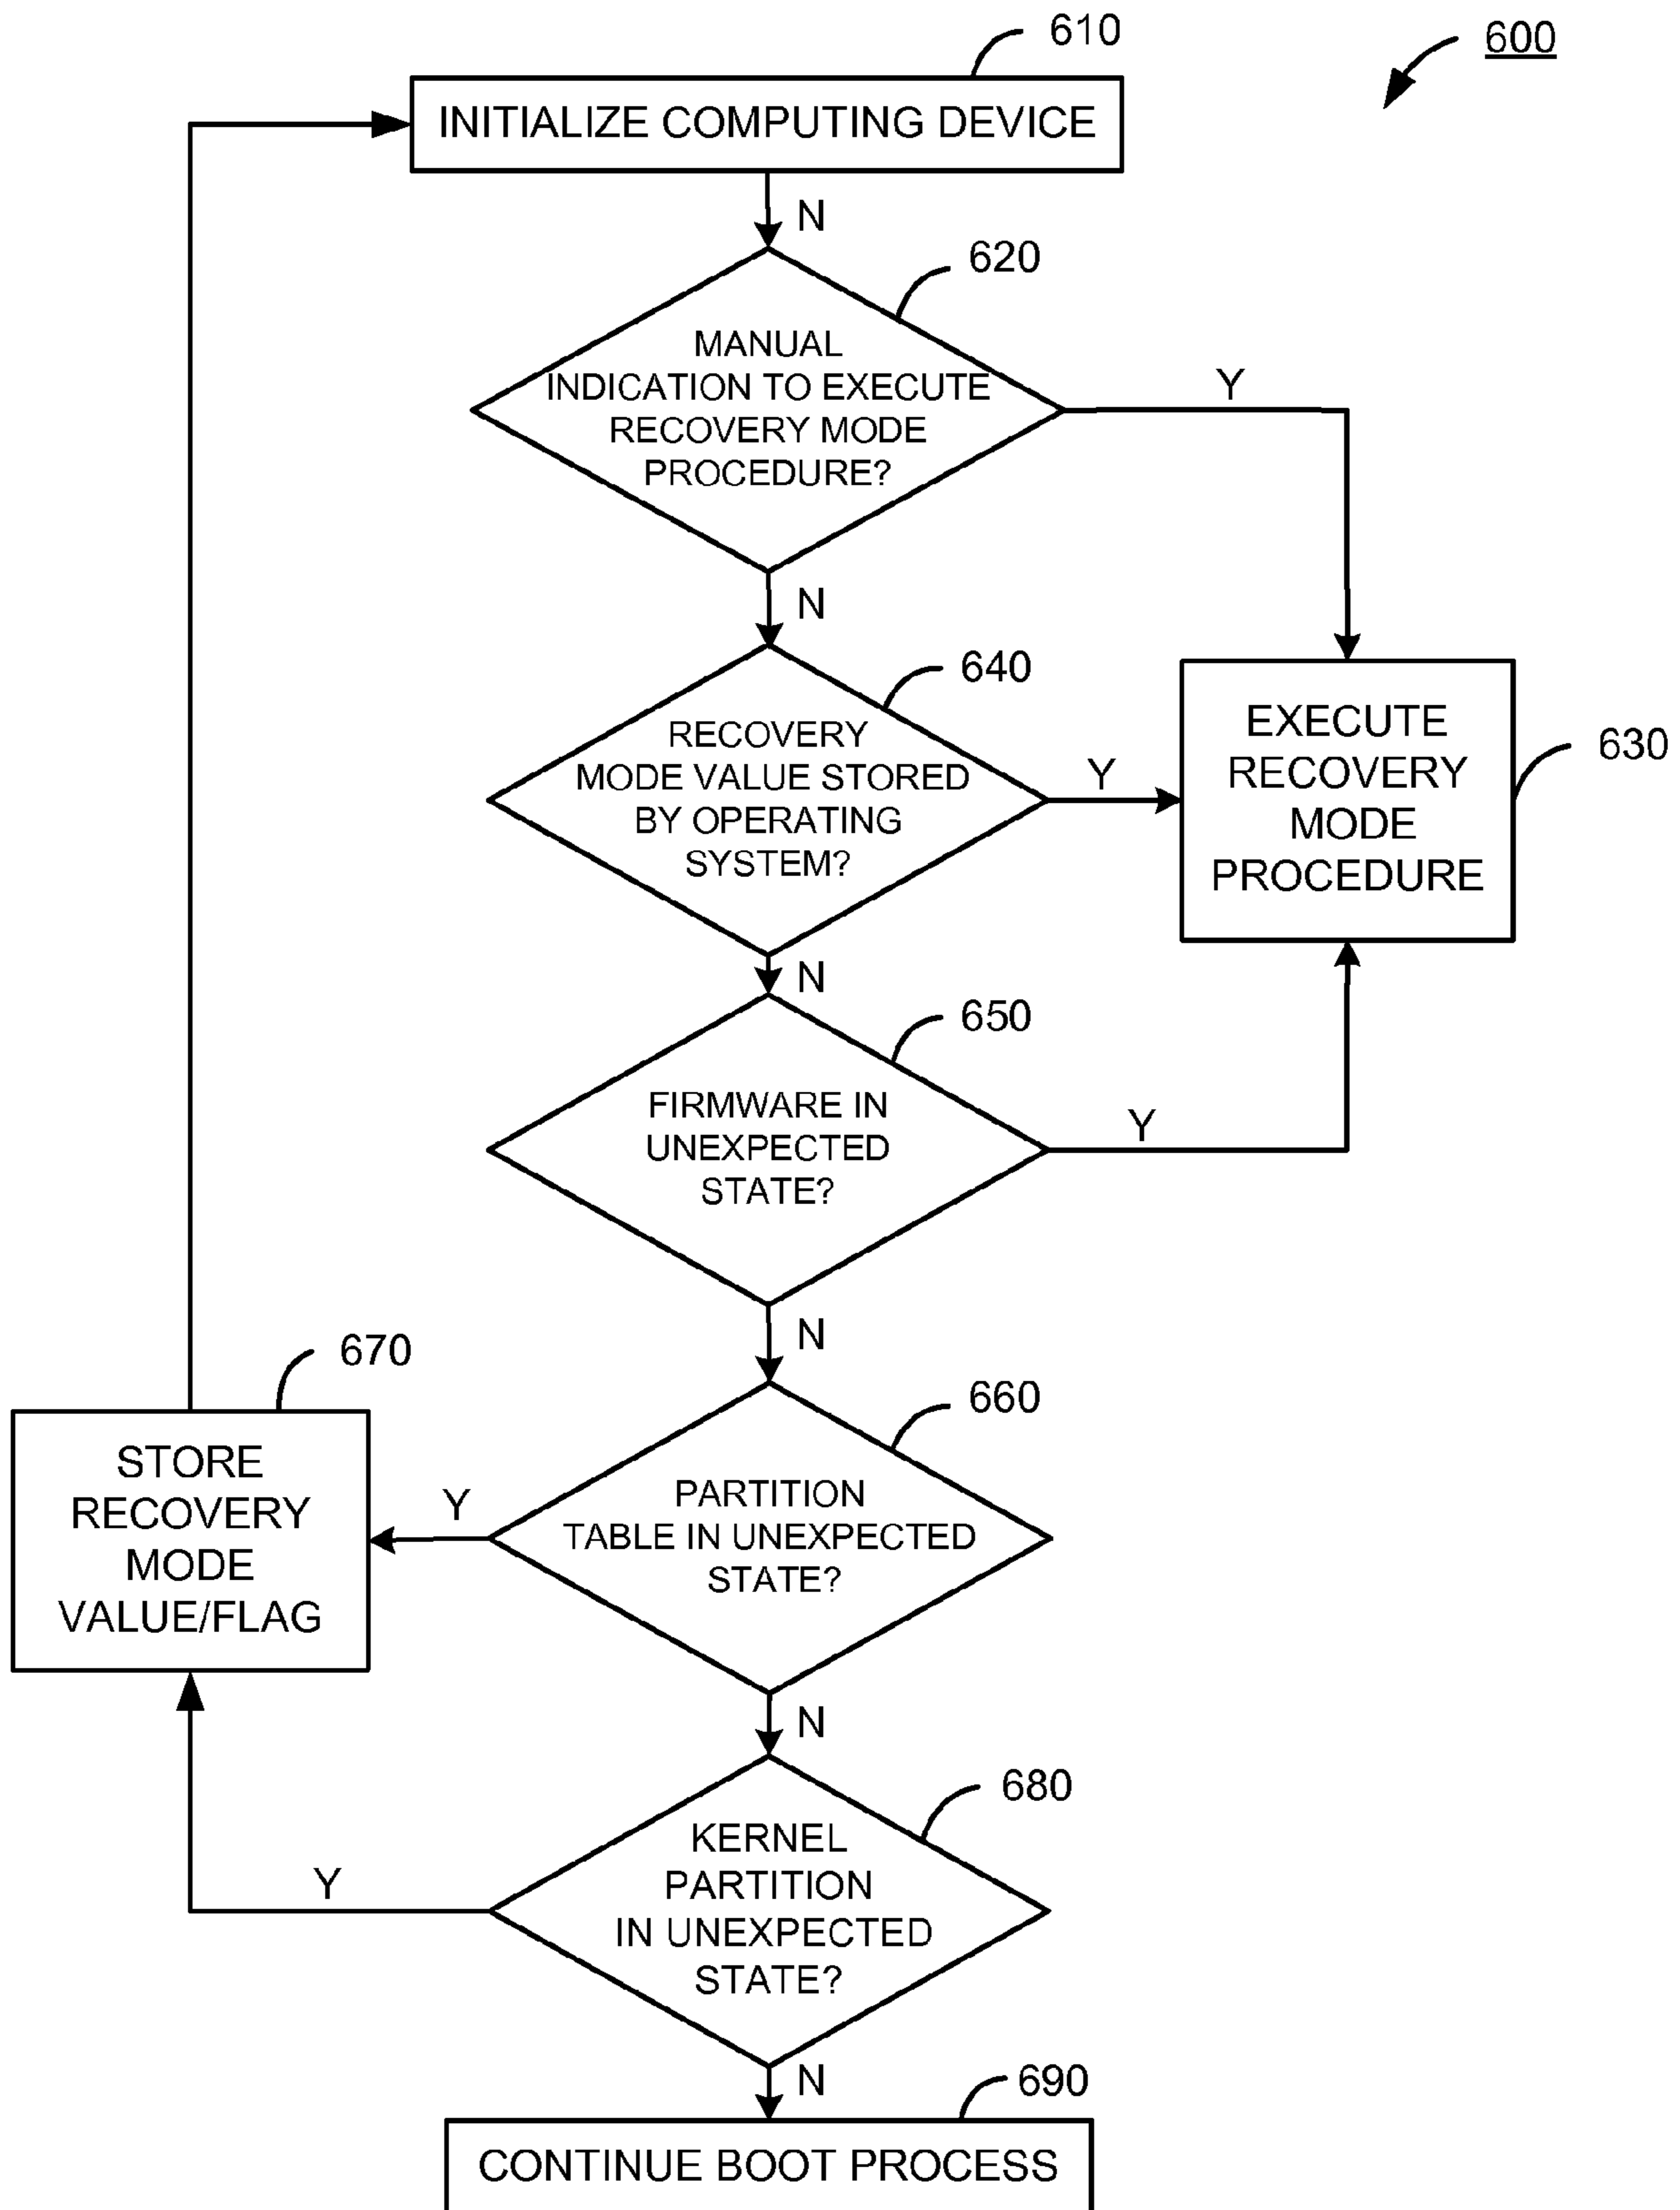 610
600
INITIALIZE COMPUTING DEVICE
N
620
MANUAL
INDICATION TO EXECUTE
RECOVERY MODE
PROCEDURE?
Y
N
640
RECOVERY
MODE VALUE STORED
BY OPERATING
SYSTEM?
Y
EXECUTE
RECOVERY
MODE
PROCEDURE
630
N
650
FIRMWARE IN
UNEXPECTED
STATE?
Y
N
670
STORE
RECOVERY
MODE
VALUE/FLAG
660
PARTITION
TABLE IN UNEXPECTED
STATE?
Y
N
680
KERNEL
PARTITION
IN UNEXPECTED
STATE?
Y
N
690
CONTINUE BOOT PROCESS